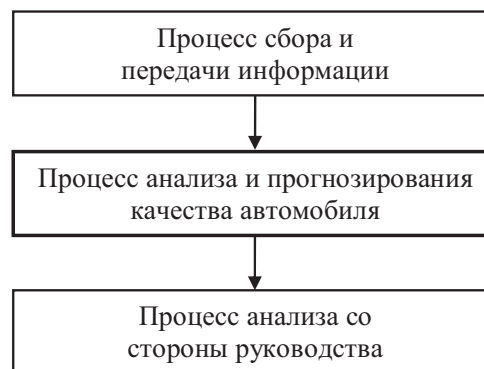 Процесс сбора и
передачи информации
Процесс анализа и прогнозирования
качества автомобиля
Процесс анализа со
стороны руководства